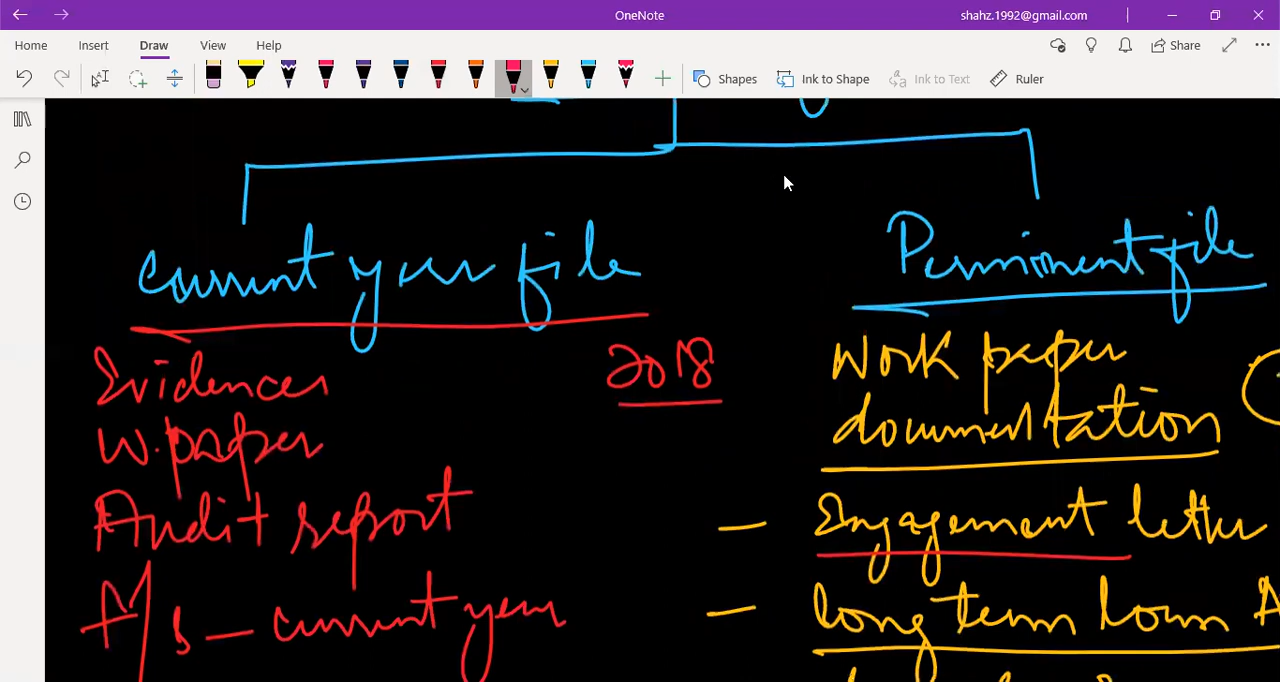 OneNote
shahz.1992@gmail.com
Home Insert Draw View Help
Share
Shapes Ink to Shape Ink to Text Ruler
Current year file
Perminment file
2018
Evidences
W.paper
Audit report
F/s - current year
Work paper
documentation
- Engagement letter
- long term loan A